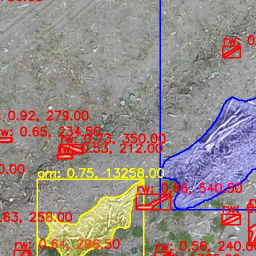 rw: 0.
0.92, 279.00
rw: 0.65, 234.50
rw: 0.73, 350.00
rw: 0.53, 212.00
am: 0.75, 13258.00
rw: 0.66, 540.50
0.63, 258.00
rw: 0.64, 296.50
rw: 0.56, 240.0